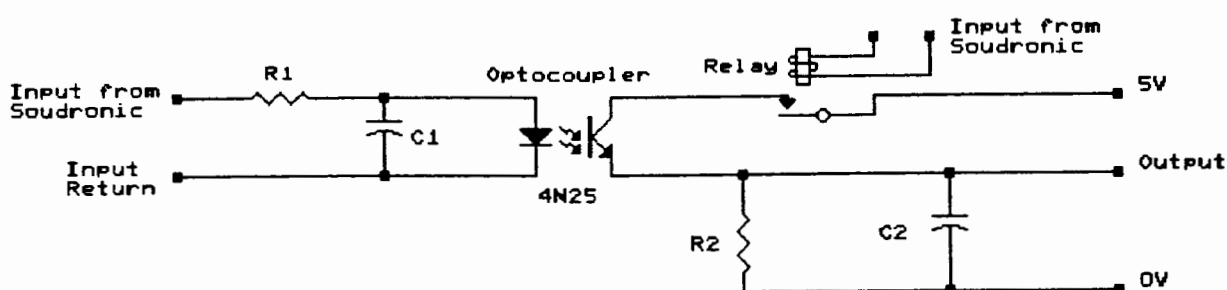 Input from
Soudronic
Relay
Optocoupler
R1
5V
Input from
Soudronic
C1
Output
Input
Return
4N25
R2
C2
0V